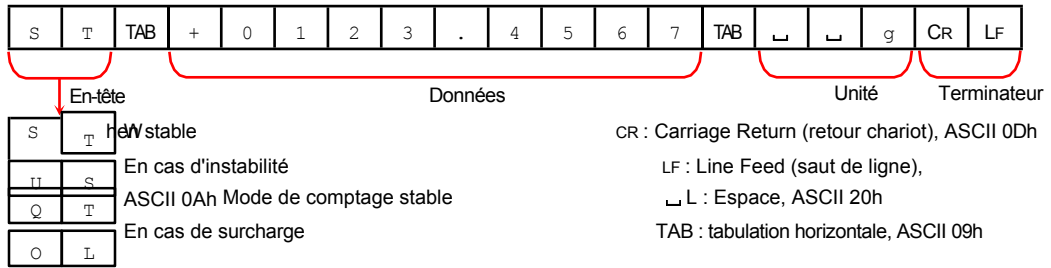 S T TAB + 0 1 2 3 . 4 5 6 7 TAB ␣ ␣ g CR LF
En-tête Données Unité Terminateur
S T henWstable CR : Carriage Return (retour chariot), ASCII 0Dh
U S En cas d'instabilité LF : Line Feed (saut de ligne),
Q T ASCII 0Ah Mode de comptage stable ␣ L : Espace, ASCII 20h
O L En cas de surcharge TAB : tabulation horizontale, ASCII 09h